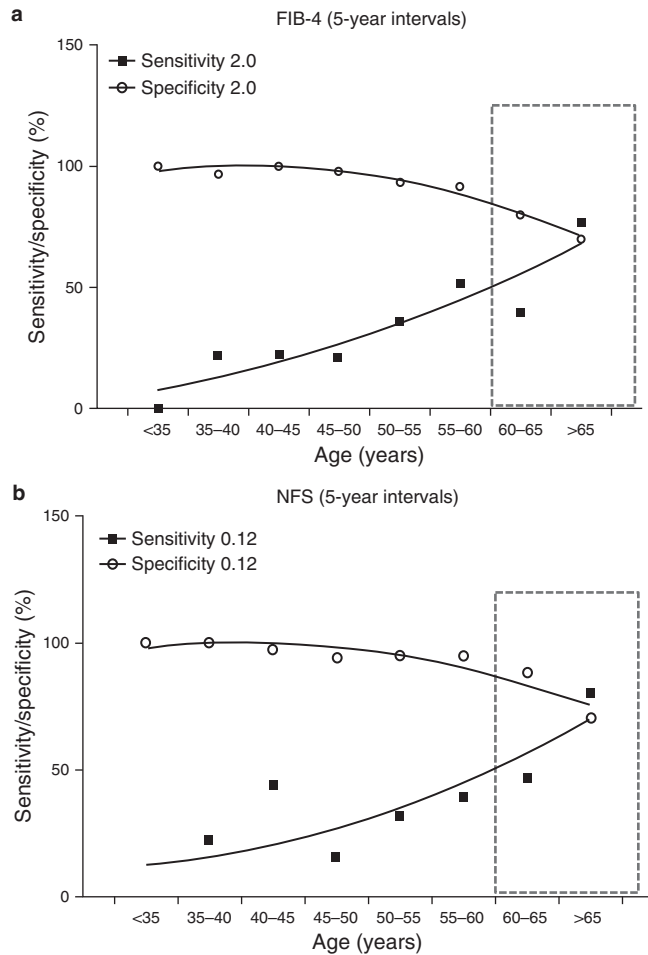 a
FIB-4 (5-year intervals)
150
Sensitivity 2.0
Specificity 2.0
100
50
0
Sensitivity/specificity (%)
<35 35–40 40–45 45–50 50–55 55–60 60–65 >65
Age (years)
b
NFS (5-year intervals)
150
Sensitivity 0.12
Specificity 0.12
100
50
0
Sensitivity/specificity (%)
<35 35–40 40–45 45–50 50–55 55–60 60–65 >65
Age (years)